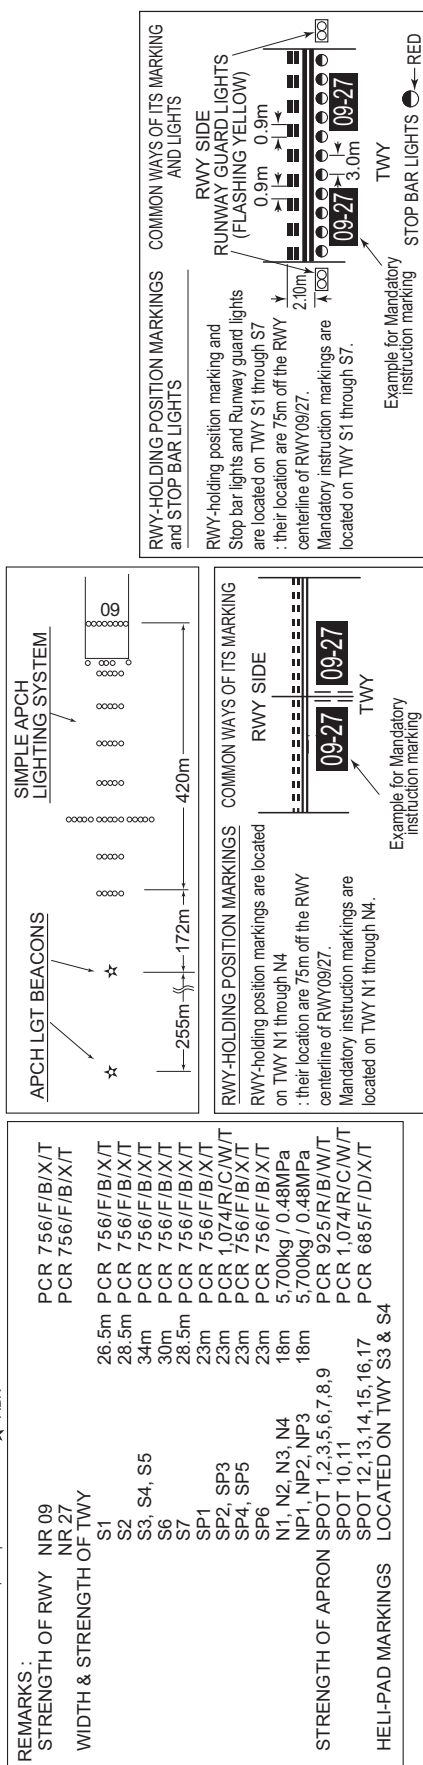 REMARKS :
STRENGTH OF RWY NR 09 PCR 756/F/B/X/T
NR 27 PCR 756/F/B/X/T
WIDTH & STRENGTH OF TWY
S1 26.5m PCR 756/F/B/X/T
S2 28.5m PCR 756/F/B/X/T
S3, S4, S5 34m PCR 756/F/B/X/T
S6 30m PCR 756/F/B/X/T
S7 28.5m PCR 756/F/B/X/T
SP1 23m PCR 756/F/B/X/T
SP2, SP3 23m PCR 1,074/R/C/W/T
SP4, SP5 23m PCR 756/F/B/X/T
SP6 23m PCR 756/F/B/X/T
N1, N2, N3, N4 18m 5,700kg / 0.48MPa
NP1, NP2, NP3 18m 5,700kg / 0.48MPa
STRENGTH OF APRON SPOT 1,2,3,5,6,7,8,9 PCR 925/R/B/W/T
SPOT 10,11 PCR 1,074/R/C/W/T
SPOT 12,13,14,15,16,17 PCR 685/F/D/X/T
HELI-PAD MARKINGS LOCATED ON TWY S3 & S4
APCH LGT BEACONS
SIMPLE APCH
LIGHTING SYSTEM
09
255m 172m 420m
RWY-HOLDING POSITION MARKINGS
RWY-holding position markings are located
on TWY N1 through N4
: their location are 75m off the RWY
centerline of RWY09/27.
Mandatory instruction markings are
located on TWY N1 through N4.
COMMON WAYS OF ITS MARKING
RWY SIDE
09-27 09-27
TWY
Example for Mandatory
instruction marking
RWY-HOLDING POSITION MARKINGS
and STOP BAR LIGHTS
RWY-holding position marking and
Stop bar lights and Runway guard lights
are located on TWY S1 through S7
: their location are 75m off the RWY
centerline of RWY09/27.
Mandatory instruction markings are
located on TWY S1 through S7.
COMMON WAYS OF ITS MARKING
AND LIGHTS
RWY SIDE
RUNWAY GUARD LIGHTS
(FLASHING YELLOW)
0.9m 0.9m
2.10m
09-27 09-27
3.0m
TWY
Example for Mandatory
instruction marking
STOP BAR LIGHTS RED